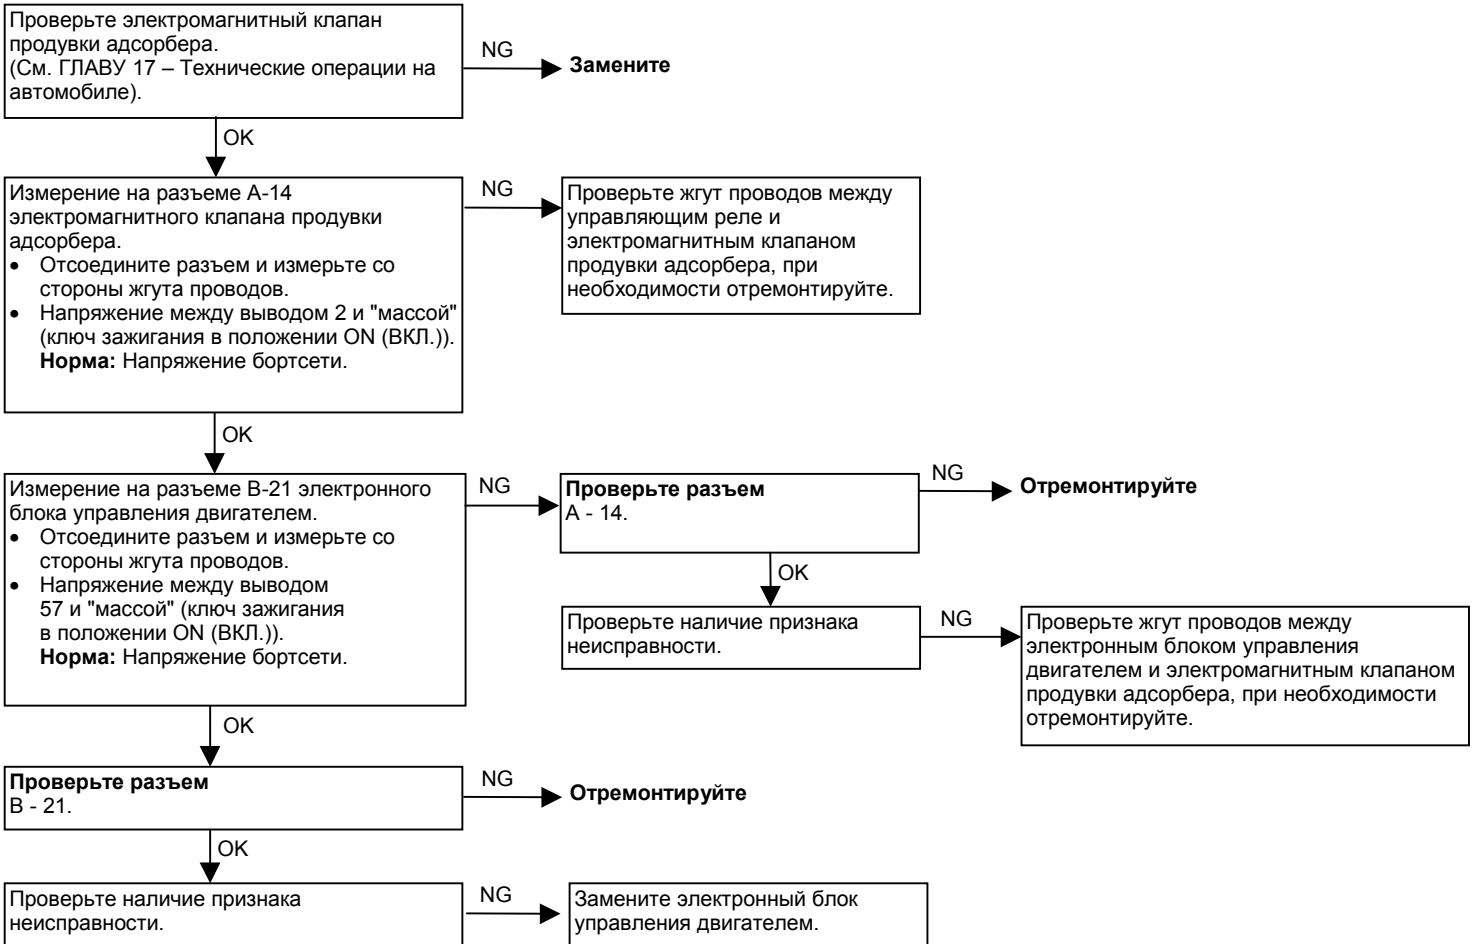 Проверьте электромагнитный клапан
продувки адсорбера.
(См. ГЛАВУ 17 – Технические операции на
автомобиле).
NG
Замените
OK
Измерение на разъеме А-14
электромагнитного клапана продувки
адсорбера.
• Отсоедините разъем и измерьте со
стороны жгута проводов.
• Напряжение между выводом 2 и "массой"
(ключ зажигания в положении ON (ВКЛ.)).
Норма: Напряжение бортсети.
NG
Проверьте жгут проводов между
управляющим реле и
электромагнитным клапаном
продувки адсорбера, при
необходимости отремонтируйте.
OK
Измерение на разъеме В-21 электронного
блока управления двигателем.
• Отсоедините разъем и измерьте со
стороны жгута проводов.
• Напряжение между выводом
57 и "массой" (ключ зажигания
в положении ON (ВКЛ.)).
Норма: Напряжение бортсети.
NG
Проверьте разъем
А - 14.
NG
Отремонтируйте
OK
Проверьте наличие признака
неисправности.
NG
Проверьте жгут проводов между
электронным блоком управления
двигателем и электромагнитным клапаном
продувки адсорбера, при необходимости
отремонтируйте.
OK
Проверьте разъем
В - 21.
NG
Отремонтируйте
OK
Проверьте наличие признака
неисправности.
NG
Замените электронный блок
управления двигателем.